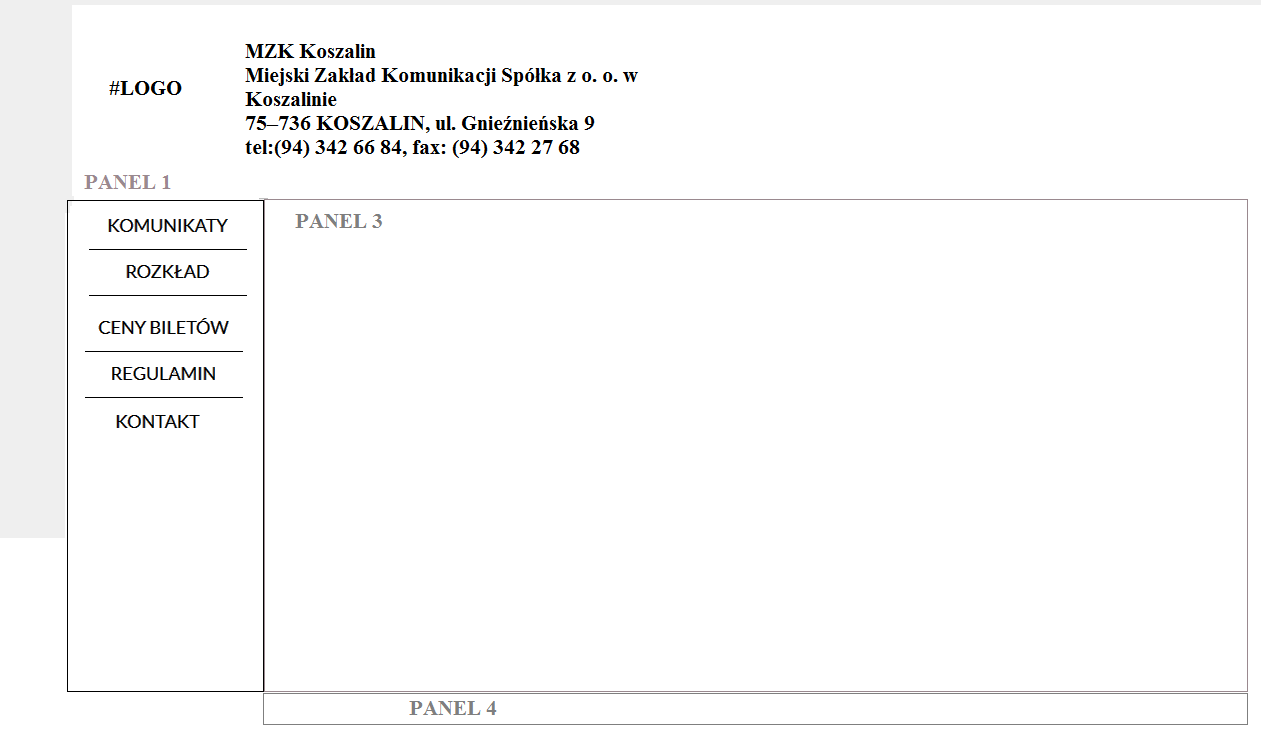 #LOGO
MZK Koszalin
Miejski Zakład Komunikacji Spółka z o. o. w
Koszalinie
75–736 KOSZALIN, ul. Gnieźnieńska 9
tel:(94) 342 66 84, fax: (94) 342 27 68
PANEL 1
KOMUNIKATY
ROZKŁAD
CENY BILETÓW
REGULAMIN
KONTAKT
PANEL 3
PANEL 4